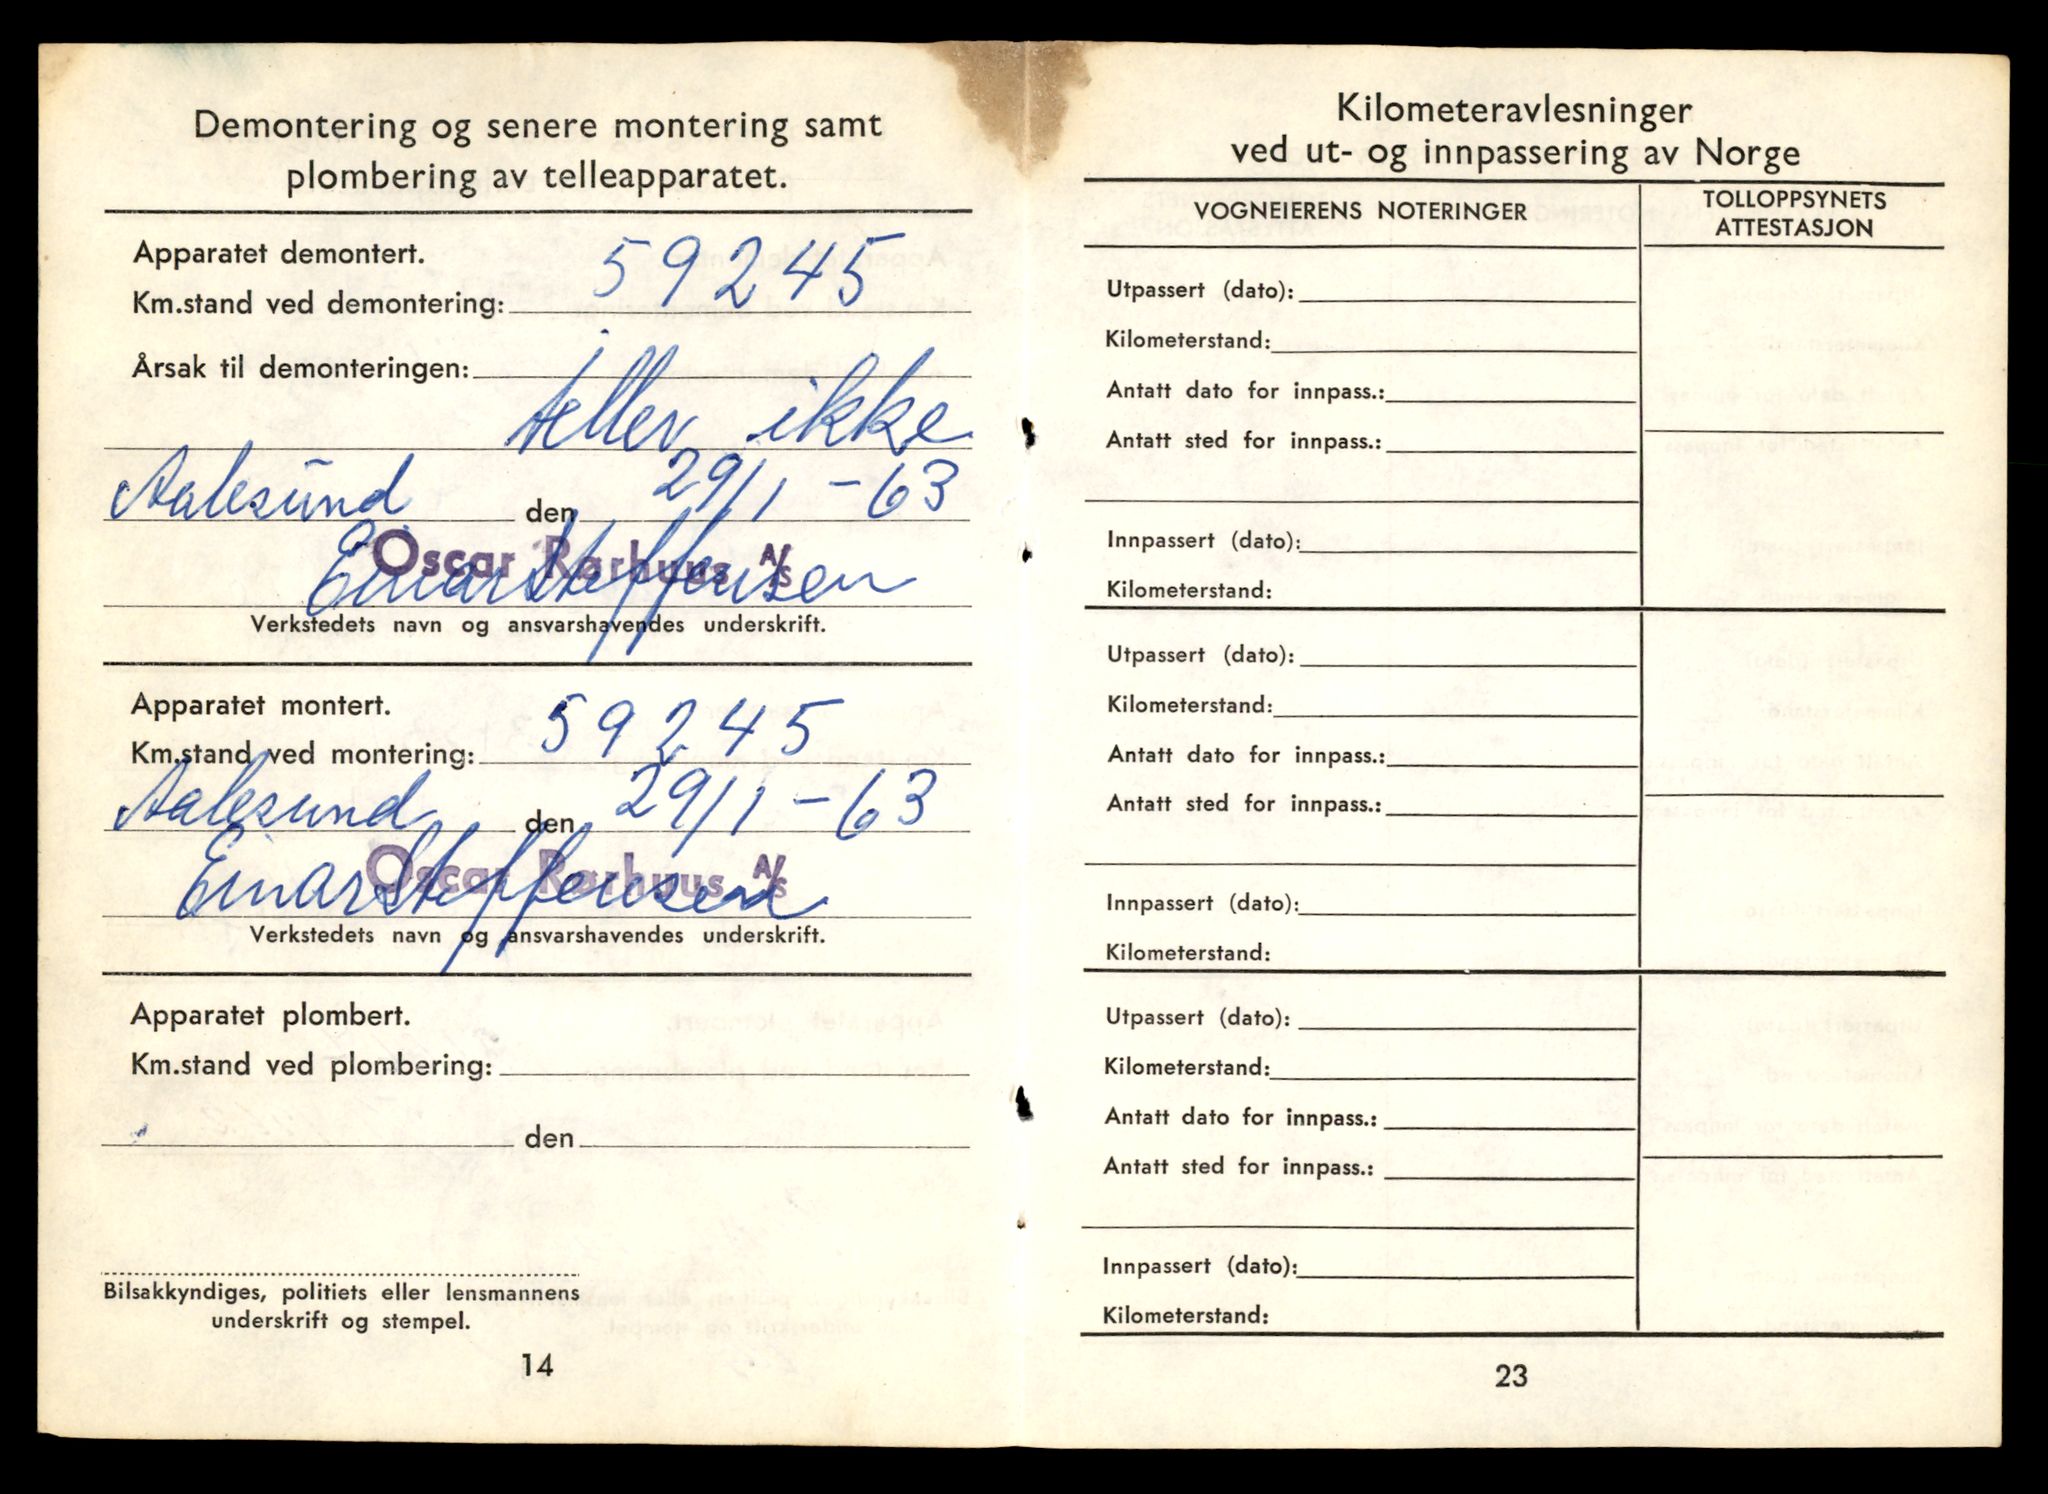 Demontering og senere montering samt
plombering av telleapparatet.
Apparatet demontert.
Km.stand ved demontering: 59245
Årsak til demonteringen:
teller ikke
Aalesund den 29/1-63
Oscar Rørhuus A/S
Einar Steffensen
Verkstedets navn og ansvarshavendes underskrift.
Apparatet montert.
Km.stand ved montering: 59245
Aalesund den 29/1-63
Oscar Rørhuus A/S
Einar Steffensen
Verkstedets navn og ansvarshavendes underskrift.
Apparatet plombert.
Km.stand ved plombering:
den
Bilsakkyndiges, politiets eller lensmannens
underskrift og stempel.
14
Kilometeravlesninger
ved ut- og innpassering av Norge
VOGNEIERENS NOTERINGER
TOLLOPPSYNETS
ATTESTASJON
Utpassert (dato):
Kilometerstand:
Antatt dato for innpass.:
Antatt sted for innpass.:
Innpassert (dato):
Kilometerstand:
Utpassert (dato):
Kilometerstand:
Antatt dato for innpass.:
Antatt sted for innpass.:
Innpassert (dato):
Kilometerstand:
Utpassert (dato):
Kilometerstand:
Antatt dato for innpass.:
Antatt sted for innpass.:
Innpassert (dato):
Kilometerstand:
23